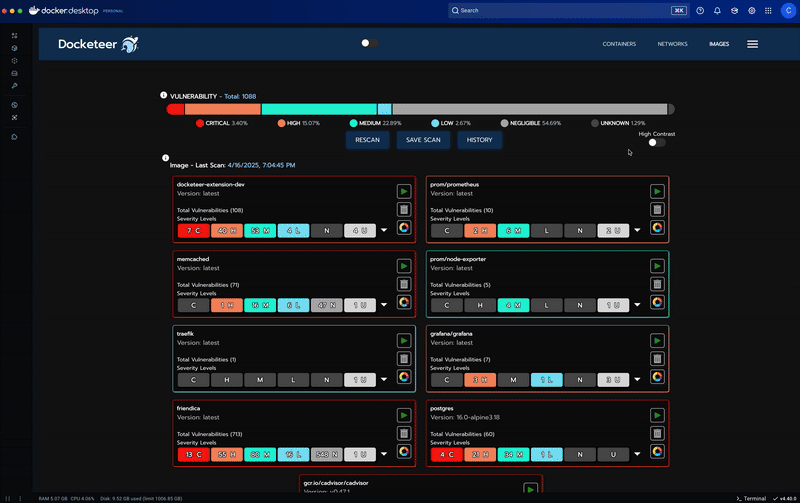 docker.desktop PERSONAL
Search ⌘K
C
Docketeer
CONTAINERS NETWORKS IMAGES
VULNERABILITY - Total: 1088
CRITICAL 3.40% HIGH 15.07% MEDIUM 22.89% LOW 2.67% NEGLIGIBLE 54.69% UNKNOWN 1.29%
RESCAN SAVE SCAN HISTORY
High Contrast
Image - Last Scan: 4/16/2025, 7:04:45 PM
docketeer-extension-dev
Version: latest
Total Vulnerabilities (108)
Severity Levels
7 C 40 H 53 M 4 L N 4 U
prom/prometheus
Version: latest
Total Vulnerabilities (10)
Severity Levels
C 2 H 6 M L N 2 U
memcached
Version: latest
Total Vulnerabilities (71)
Severity Levels
C 1 H 16 M 6 L 47 N 1 U
prom/node-exporter
Version: latest
Total Vulnerabilities (5)
Severity Levels
C H 4 M L N 1 U
traefik
Version: latest
Total Vulnerabilities (1)
Severity Levels
C H M L N 1 U
grafana/grafana
Version: latest
Total Vulnerabilities (7)
Severity Levels
C 3 H M 1 L N 3 U
friendica
Version: latest
Total Vulnerabilities (713)
Severity Levels
13 C 55 H 80 M 16 L 548 N 1 U
postgres
Version: 16.0-alpine3.18
Total Vulnerabilities (60)
Severity Levels
4 C 21 H 34 M 1 L N U
gcr.io/cadvisor/cadvisor
Version: v0.47.1
RAM 5.07 GB CPU 4.06% Disk: 9.52 GB used (limit 1006.85 GB)
Terminal v4.40.0